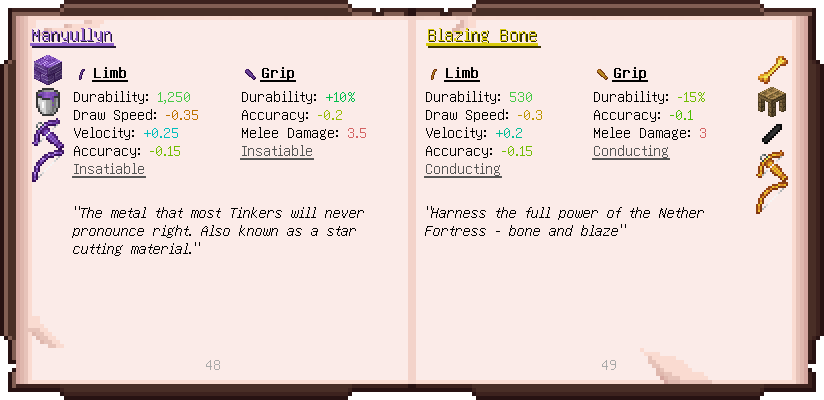 Manyullyn
Limb
Durability: 1,250
Draw Speed: -0.35
Velocity: +0.25
Accuracy: -0.15
Insatiable
Grip
Durability: +10%
Accuracy: -0.2
Melee Damage: 3.5
Insatiable
"The metal that most Tinkers will never
pronounce right. Also known as a star
cutting material."
48
Blazing Bone
Limb
Durability: 530
Draw Speed: -0.3
Velocity: +0.2
Accuracy: -0.15
Conducting
Grip
Durability: -15%
Accuracy: -0.1
Melee Damage: 3
Conducting
"Harness the full power of the Nether
Fortress - bone and blaze"
49